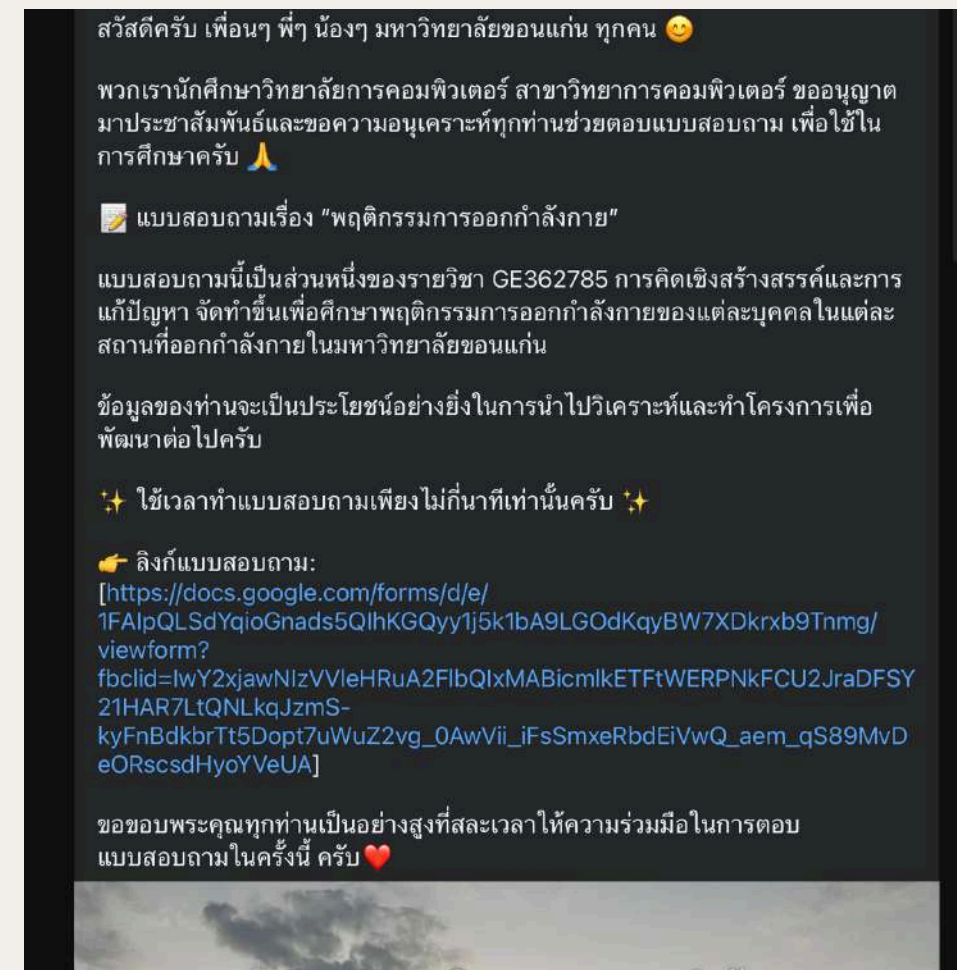 สวัสดีครับ เพื่อนๆ พี่ๆ น้องๆ มหาวิทยาลัยขอนแก่น ทุกคน 😊
พวกเรานักศึกษาวิทยาลัยการคอมพิวเตอร์ สาขาวิทยาการคอมพิวเตอร์ ขออนุญาต
มาประชาสัมพันธ์และขอความอนุเคราะห์ทุกท่านช่วยตอบแบบสอบถาม เพื่อใช้ใน
การศึกษาครับ 🙏
📝 แบบสอบถามเรื่อง "พฤติกรรมการออกกำลังกาย"
แบบสอบถามนี้เป็นส่วนหนึ่งของรายวิชา GE362785 การคิดเชิงสร้างสรรค์และการ
แก้ปัญหา จัดทำขึ้นเพื่อศึกษาพฤติกรรมการออกกำลังกายของแต่ละบุคคลในแต่ละ
สถานที่ออกกำลังกายในมหาวิทยาลัยขอนแก่น
ข้อมูลของท่านจะเป็นประโยชน์อย่างยิ่งในการนำไปวิเคราะห์และทำโครงการเพื่อ
พัฒนาต่อไปครับ
✨ ใช้เวลาทำแบบสอบถามเพียงไม่กี่นาทีเท่านั้นครับ ✨
👉 ลิงก์แบบสอบถาม:
[https://docs.google.com/forms/d/e/
1FAIpQLSdYqioGnads5QlhKGQyy1j5k1bA9LGOdKqyBW7XDkrxb9Tnmg/
viewform?
fbclid=IwY2xjawNIzVVleHRuA2FlbQIxMABicmlkETFtWERPNkFCU2JraDFSY
21HAR7LtQNLkqJzmS-
kyFnBdkbrTt5Dopt7uWuZ2vg_0AwVii_iFsSmxeRbdEiVwQ_aem_qS89MvD
eORscsdHyoYVeUA]
ขอขอบพระคุณทุกท่านเป็นอย่างสูงที่สละเวลาให้ความร่วมมือในการตอบ
แบบสอบถามในครั้งนี้ ครับ❤️